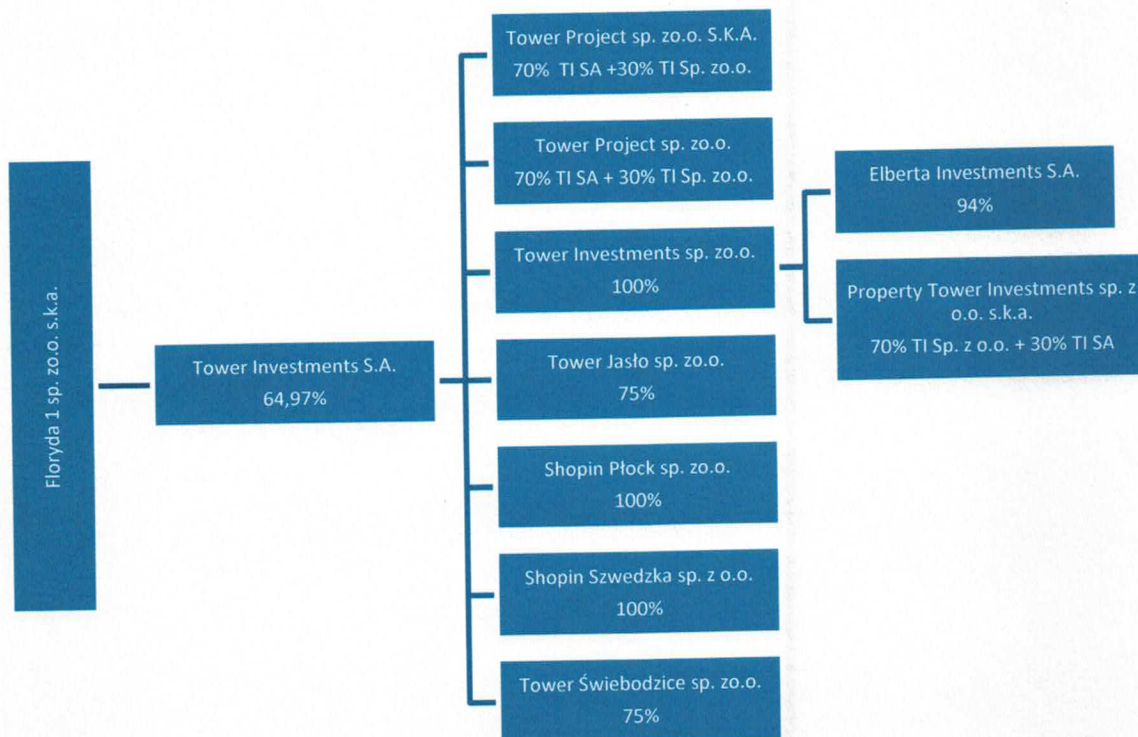 Floryda 1 sp. zo.o. s.k.a.
Tower Investments S.A.
64,97%
Tower Project sp. zo.o. S.K.A.
70% TI SA +30% TI Sp. zo.o.
Tower Project sp. zo.o.
70% TI SA + 30% TI Sp. zo.o.
Tower Investments sp. zo.o.
100%
Elberta Investments S.A.
94%
Property Tower Investments sp. z
o.o. s.k.a.
70% TI Sp. z o.o. + 30% TI SA
Tower Jasło sp. zo.o.
75%
Shopin Płock sp. zo.o.
100%
Shopin Szwedzka sp. z o.o.
100%
Tower Świebodzice sp. zo.o.
75%